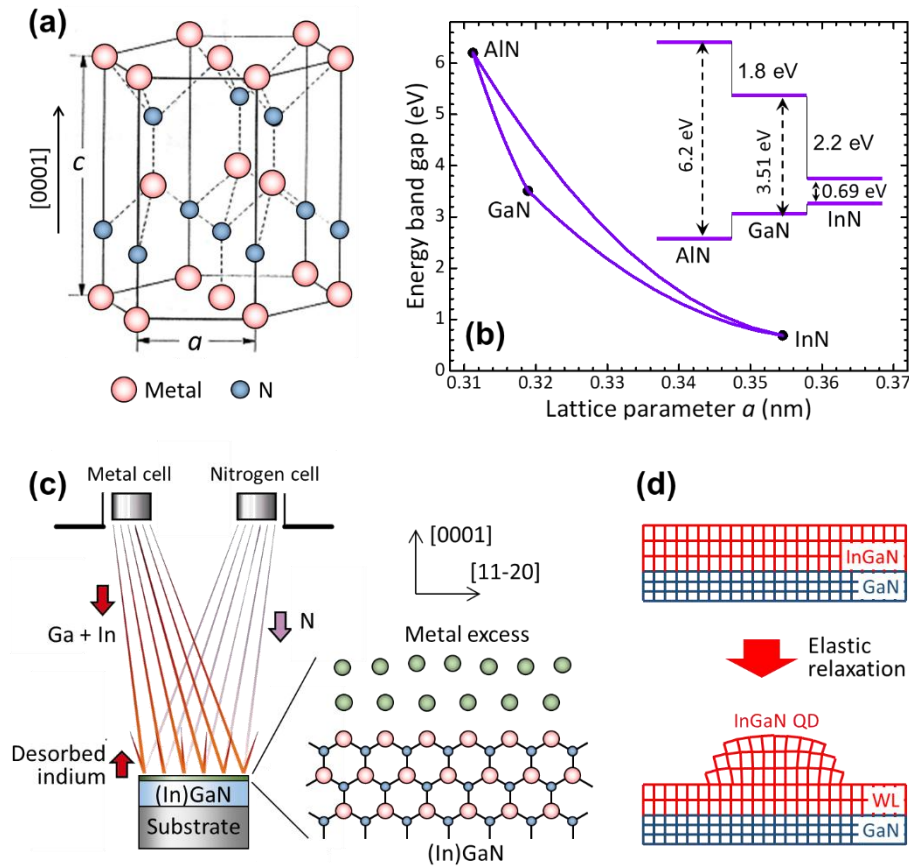 (a)
[0001]
c
a
Metal
N
(b)
Energy band gap (eV)
6
5
4
3
2
1
0
0.31
0.32
0.33
0.34
0.35
0.36
0.37
Lattice parameter a (nm)
AlN
GaN
InN
6.2 eV
1.8 eV
3.51 eV
2.2 eV
0.69 eV
AlN
GaN
InN
(c)
Metal cell
Nitrogen cell
Ga + In
N
Desorbed
indium
(In)GaN
Substrate
[0001]
[11-20]
Metal excess
(In)GaN
(d)
InGaN
GaN
Elastic
relaxation
InGaN QD
WL
GaN